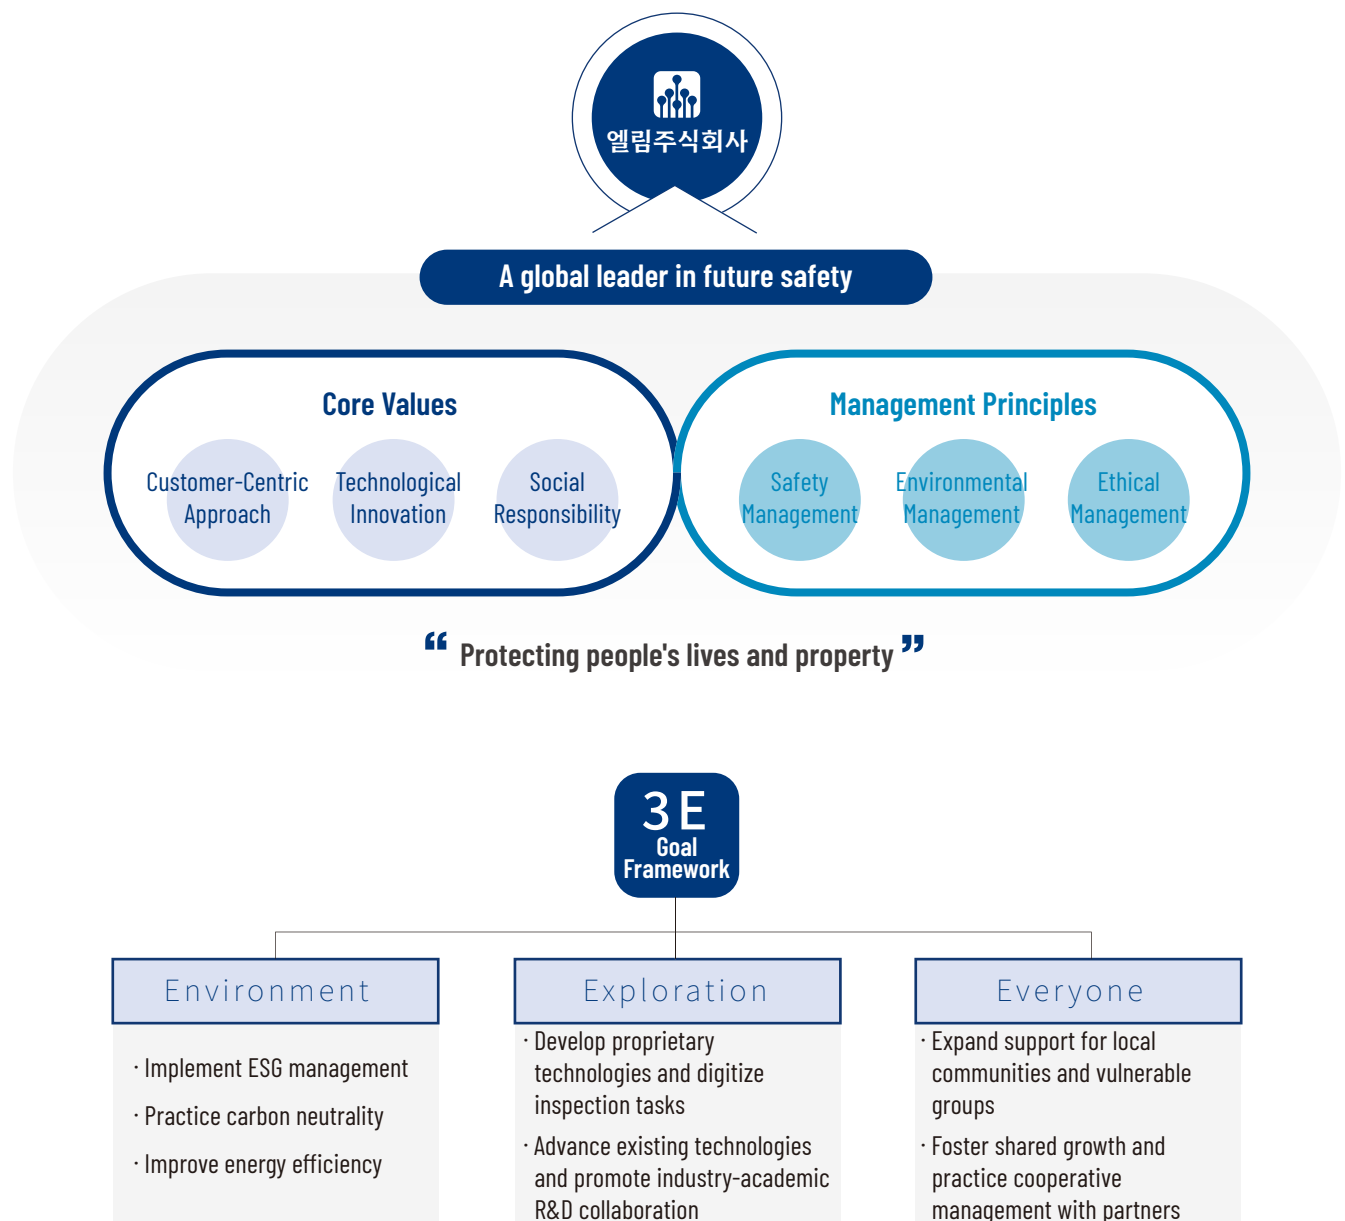 엘림주식회사
A global leader in future safety
Core Values
Customer-Centric
Approach
Technological
Innovation
Social
Responsibility
Management Principles
Safety
Management
Environmental
Management
Ethical
Management
“ Protecting people's lives and property ”
3E
Goal
Framework
Environment
· Implement ESG management
· Practice carbon neutrality
· Improve energy efficiency
Exploration
· Develop proprietary
technologies and digitize
inspection tasks
· Advance existing technologies
and promote industry-academic
R&D collaboration
Everyone
· Expand support for local
communities and vulnerable
groups
· Foster shared growth and
practice cooperative
management with partners